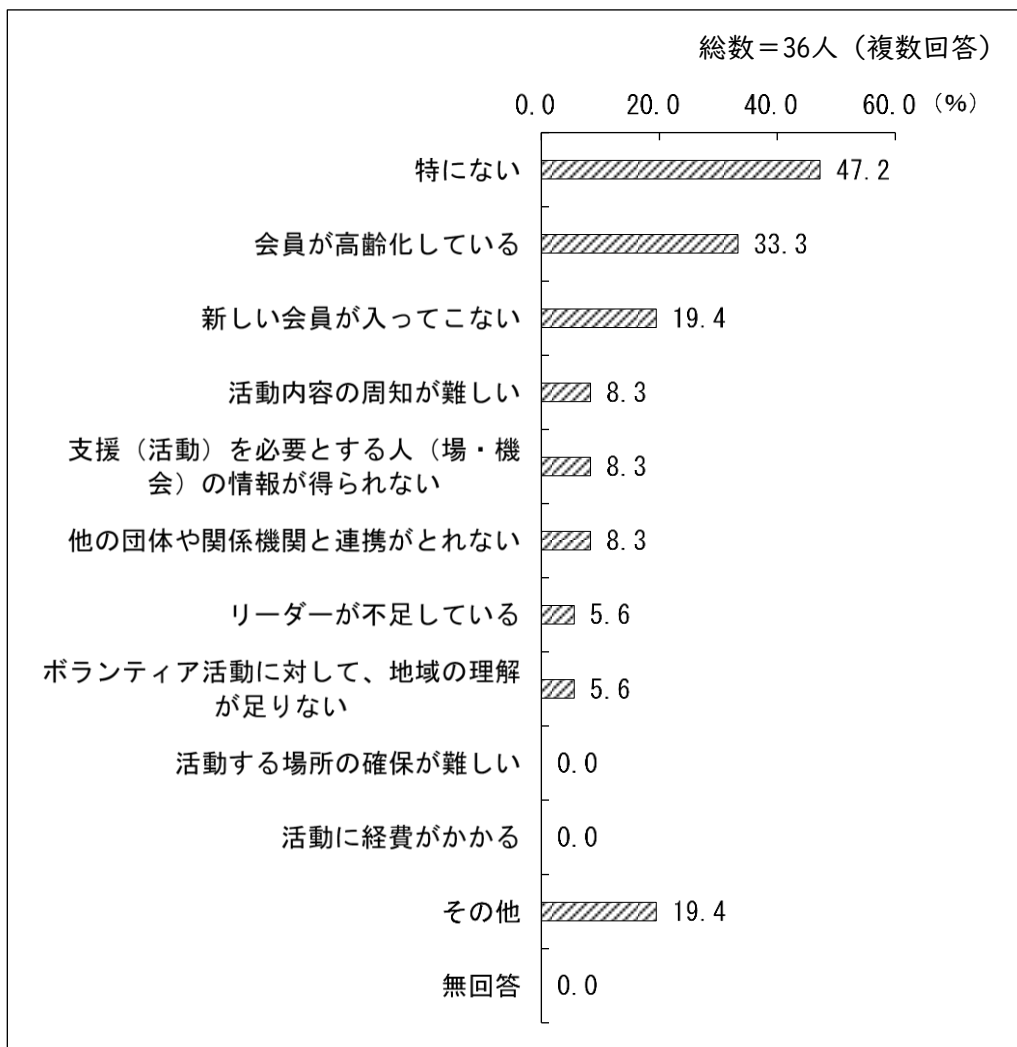 総数＝36人（複数回答）
0.0 20.0 40.0 60.0 （％）
特にない 47.2
会員が高齢化している 33.3
新しい会員が入ってこない 19.4
活動内容の周知が難しい 8.3
支援（活動）を必要とする人（場・機
会）の情報が得られない 8.3
他の団体や関係機関と連携がとれない 8.3
リーダーが不足している 5.6
ボランティア活動に対して、地域の理解
が足りない 5.6
活動する場所の確保が難しい 0.0
活動に経費がかかる 0.0
その他 19.4
無回答 0.0